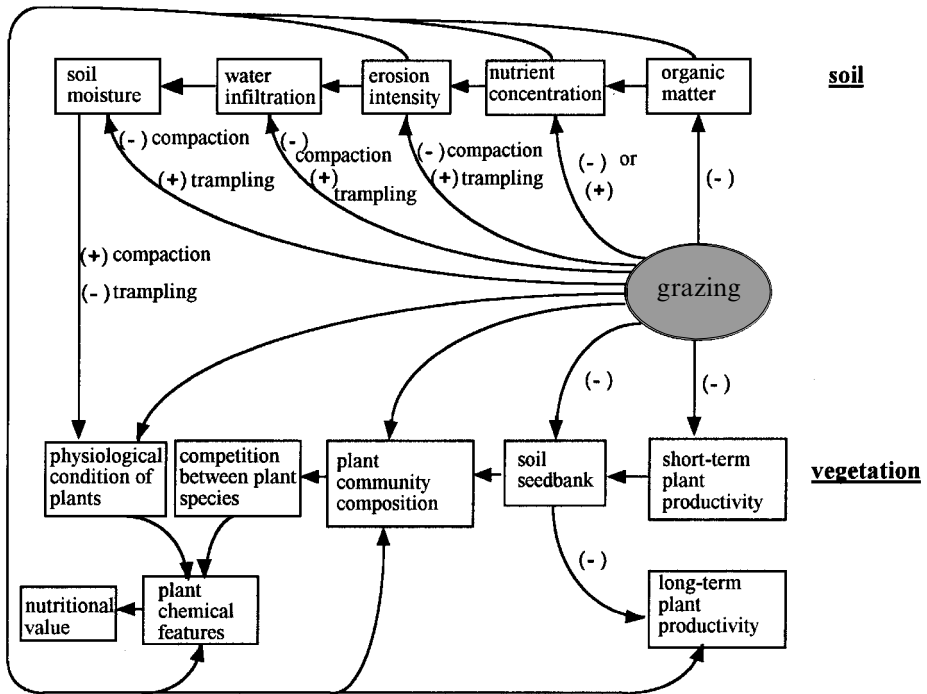 soil
moisture
water
infiltration
erosion
intensity
nutrient
concentration
organic
matter
soil
(-) compaction
(+) trampling
(-)
compaction
(+)
trampling
(-) compaction
(+) trampling
(-) or
(+)
(-)
(+) compaction
(-) trampling
grazing
(-)
(-)
physiological
condition of
plants
competition
between plant
species
plant
community
composition
soil
seedbank
short-term
plant
productivity
vegetation
(-)
nutritional
value
plant
chemical
features
long-term
plant
productivity